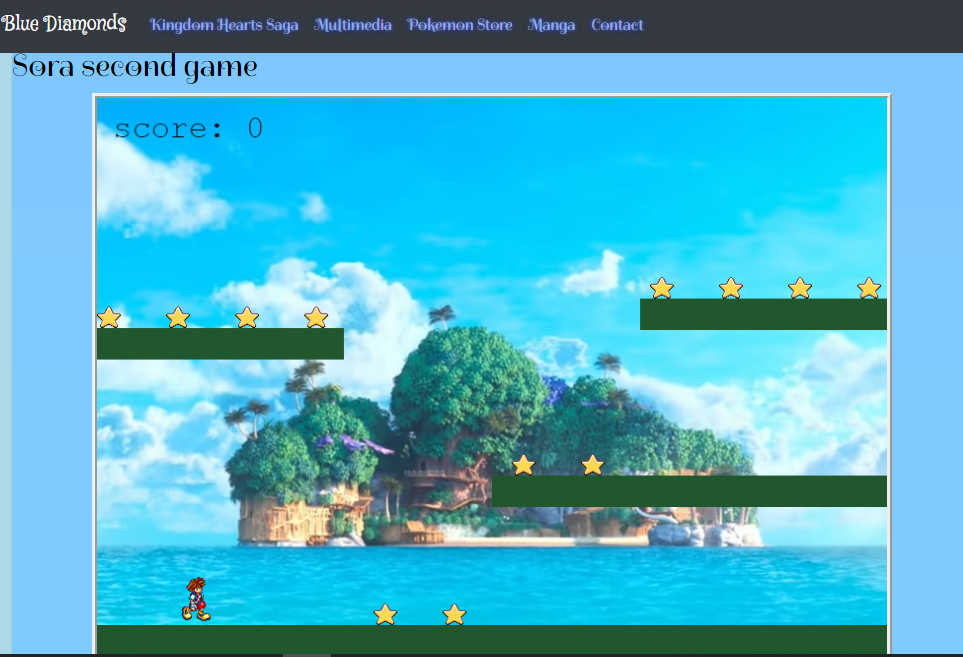 Blue Diamonds Kingdom Hearts Saga Multimedia Pokemon Store Manga Contact
Sora second game
score: 0